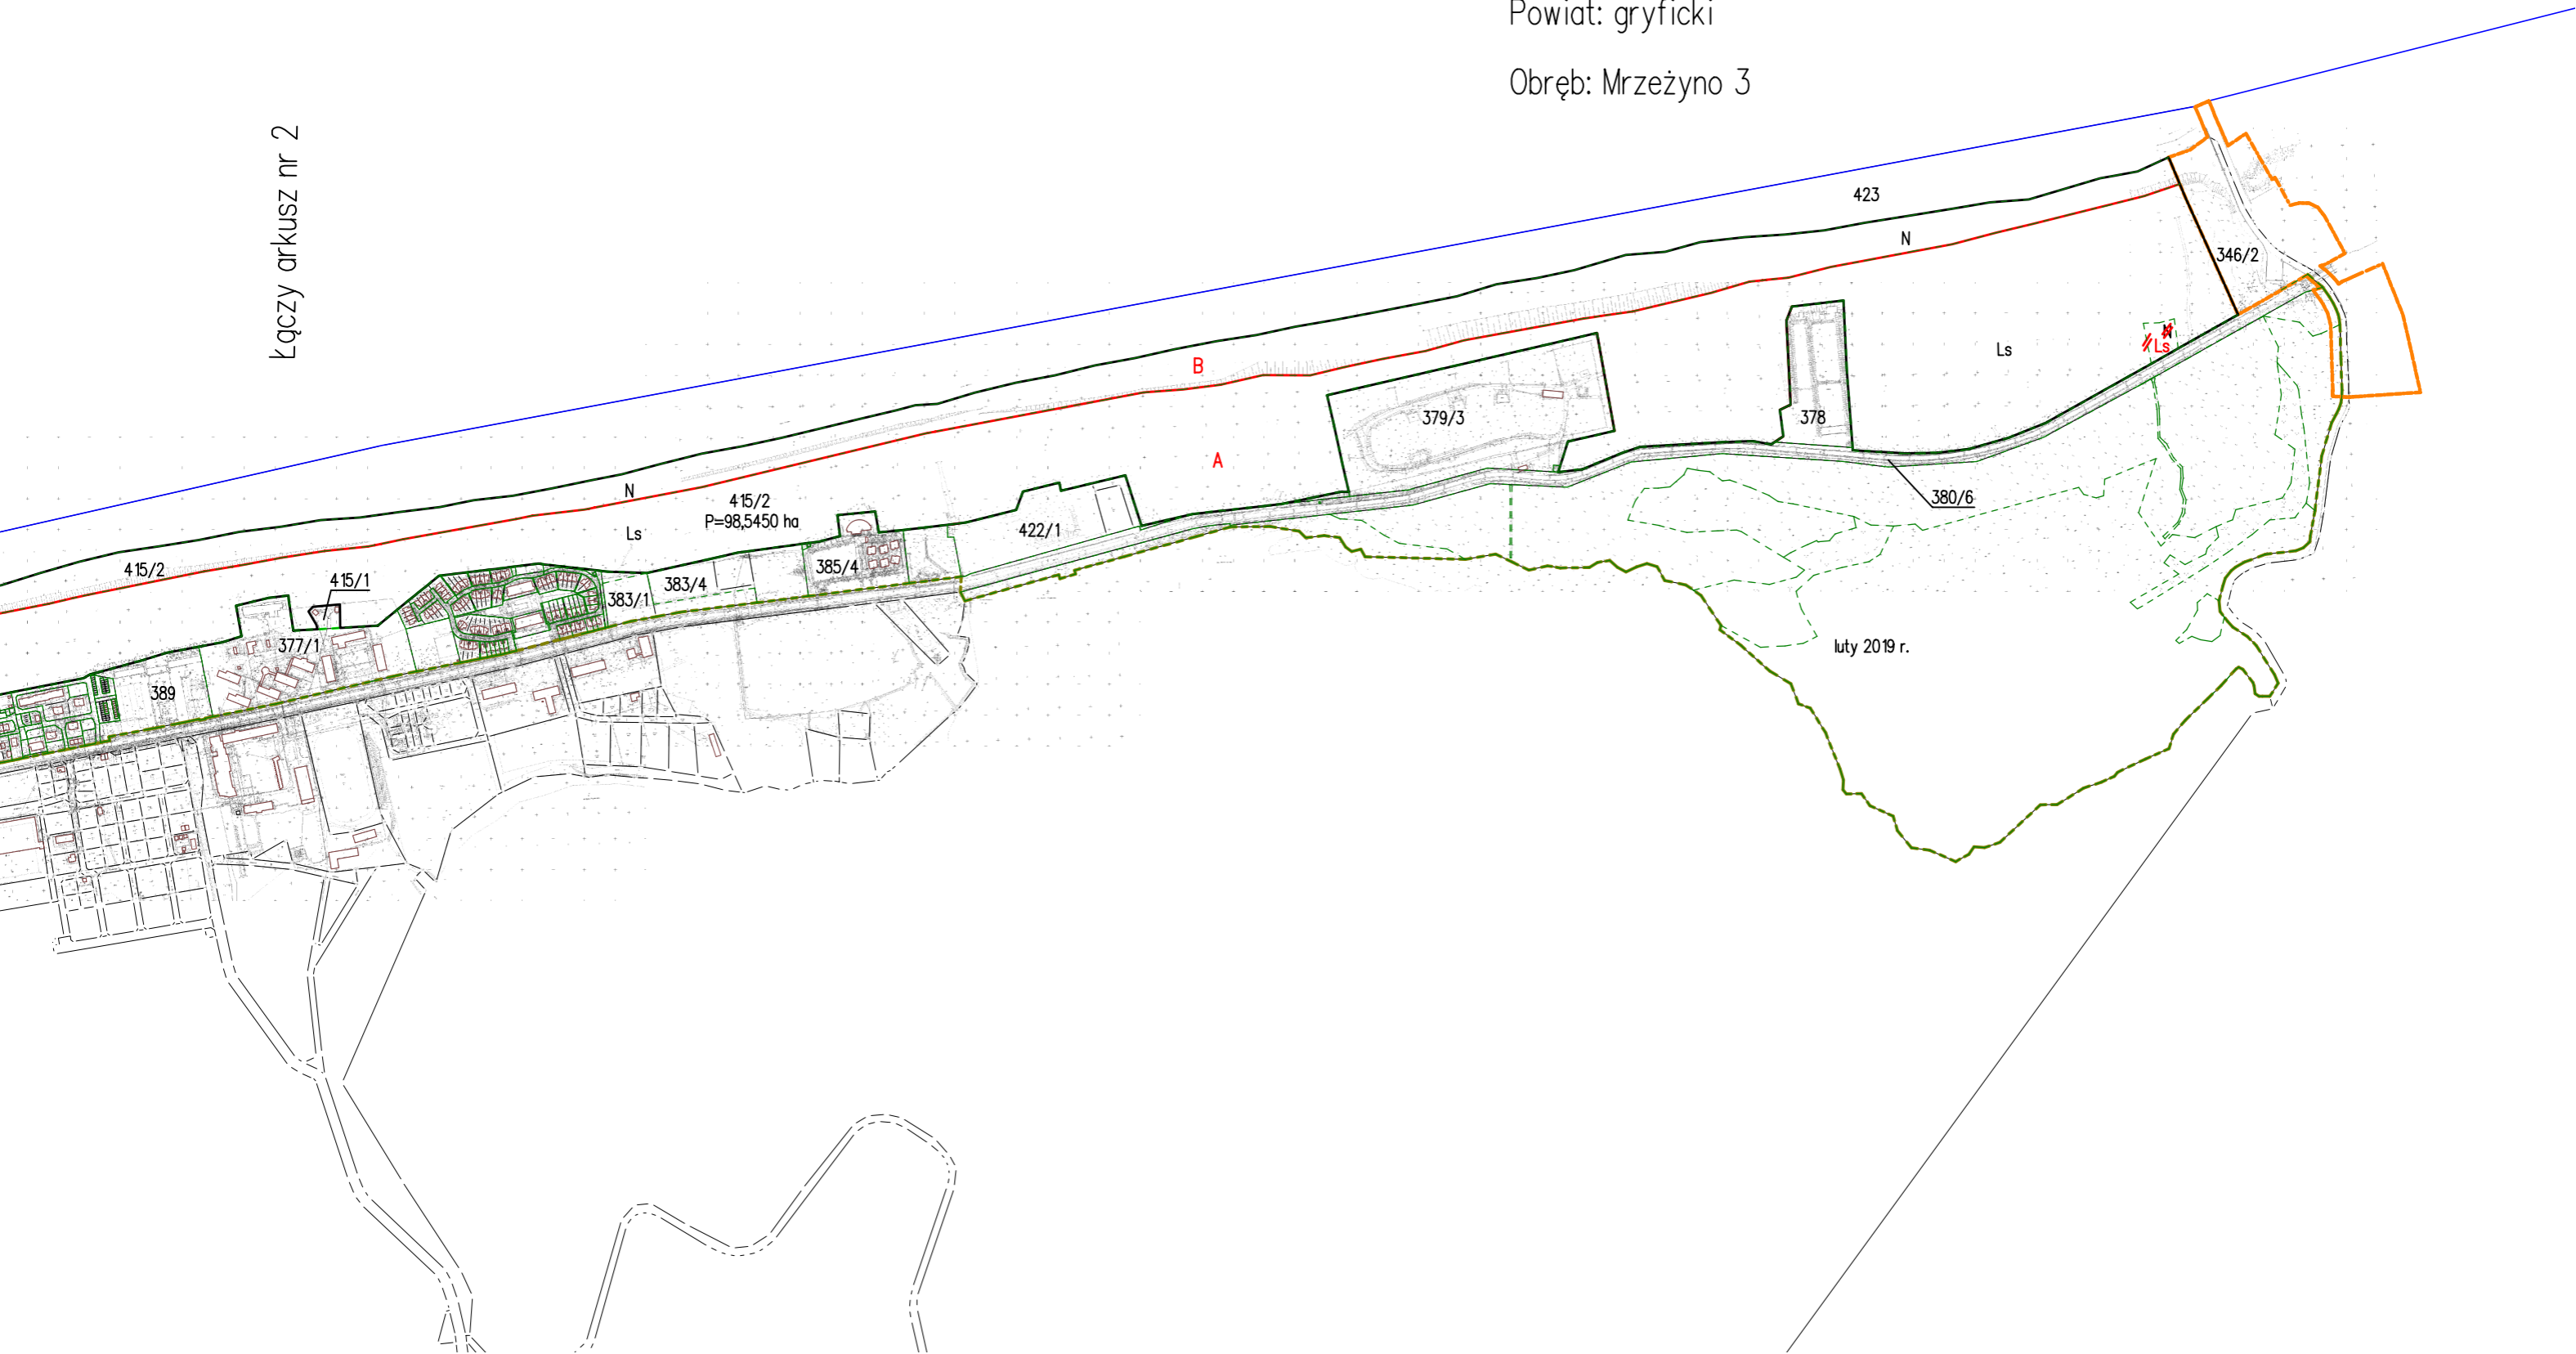 Powiat: gryficki
Obręb: Mrzeżyno 3
Łączy arkusz nr 2
423
N
346/2
N
Ls
Ls
B
379/3
378
A
380/6
N
415/2
P=98,5450 ha
Ls
422/1
415/2
415/1
385/4
383/4
383/1
377/1
389
luty 2019 r.